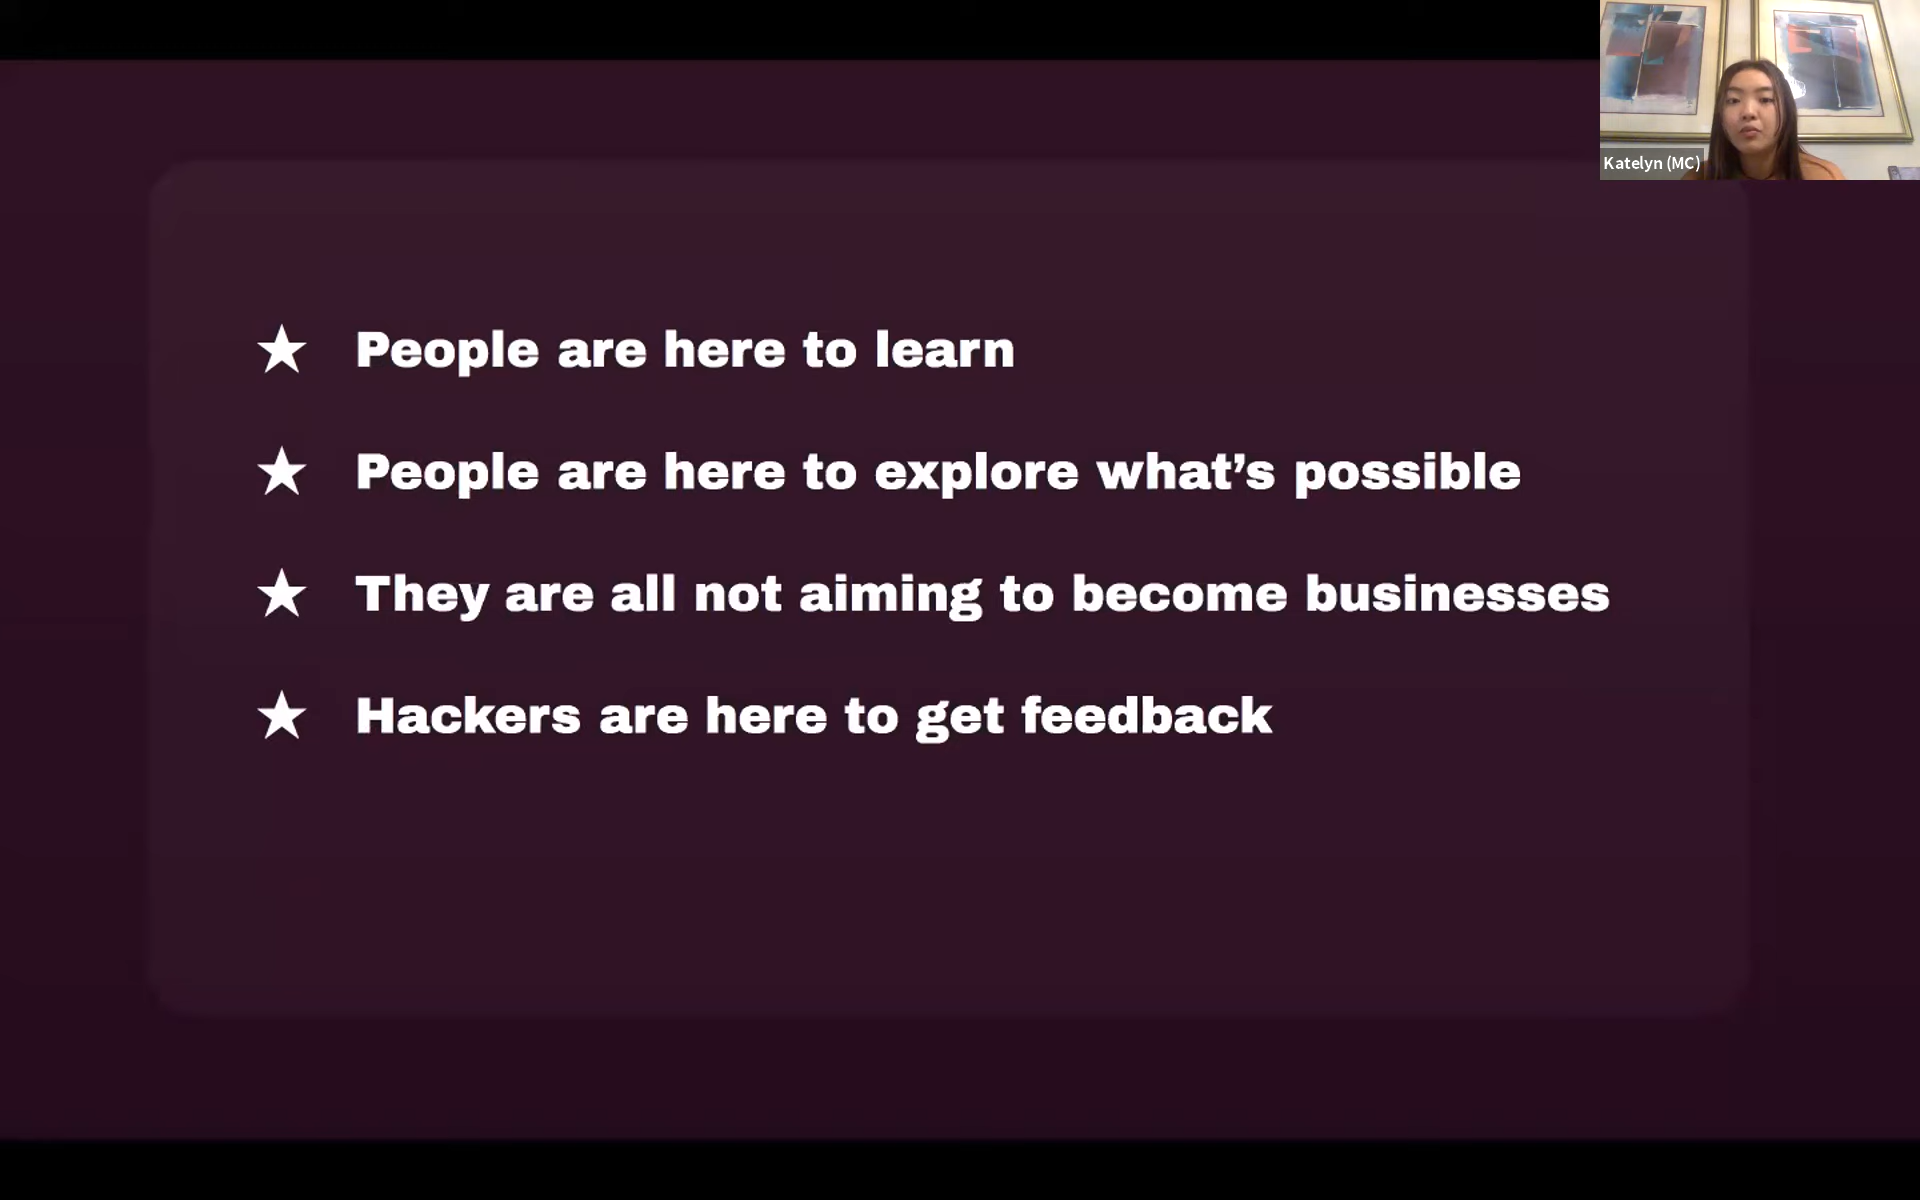 Katelyn (MC)
★ People are here to learn
★ People are here to explore what’s possible
★ They are all not aiming to become businesses
★ Hackers are here to get feedback